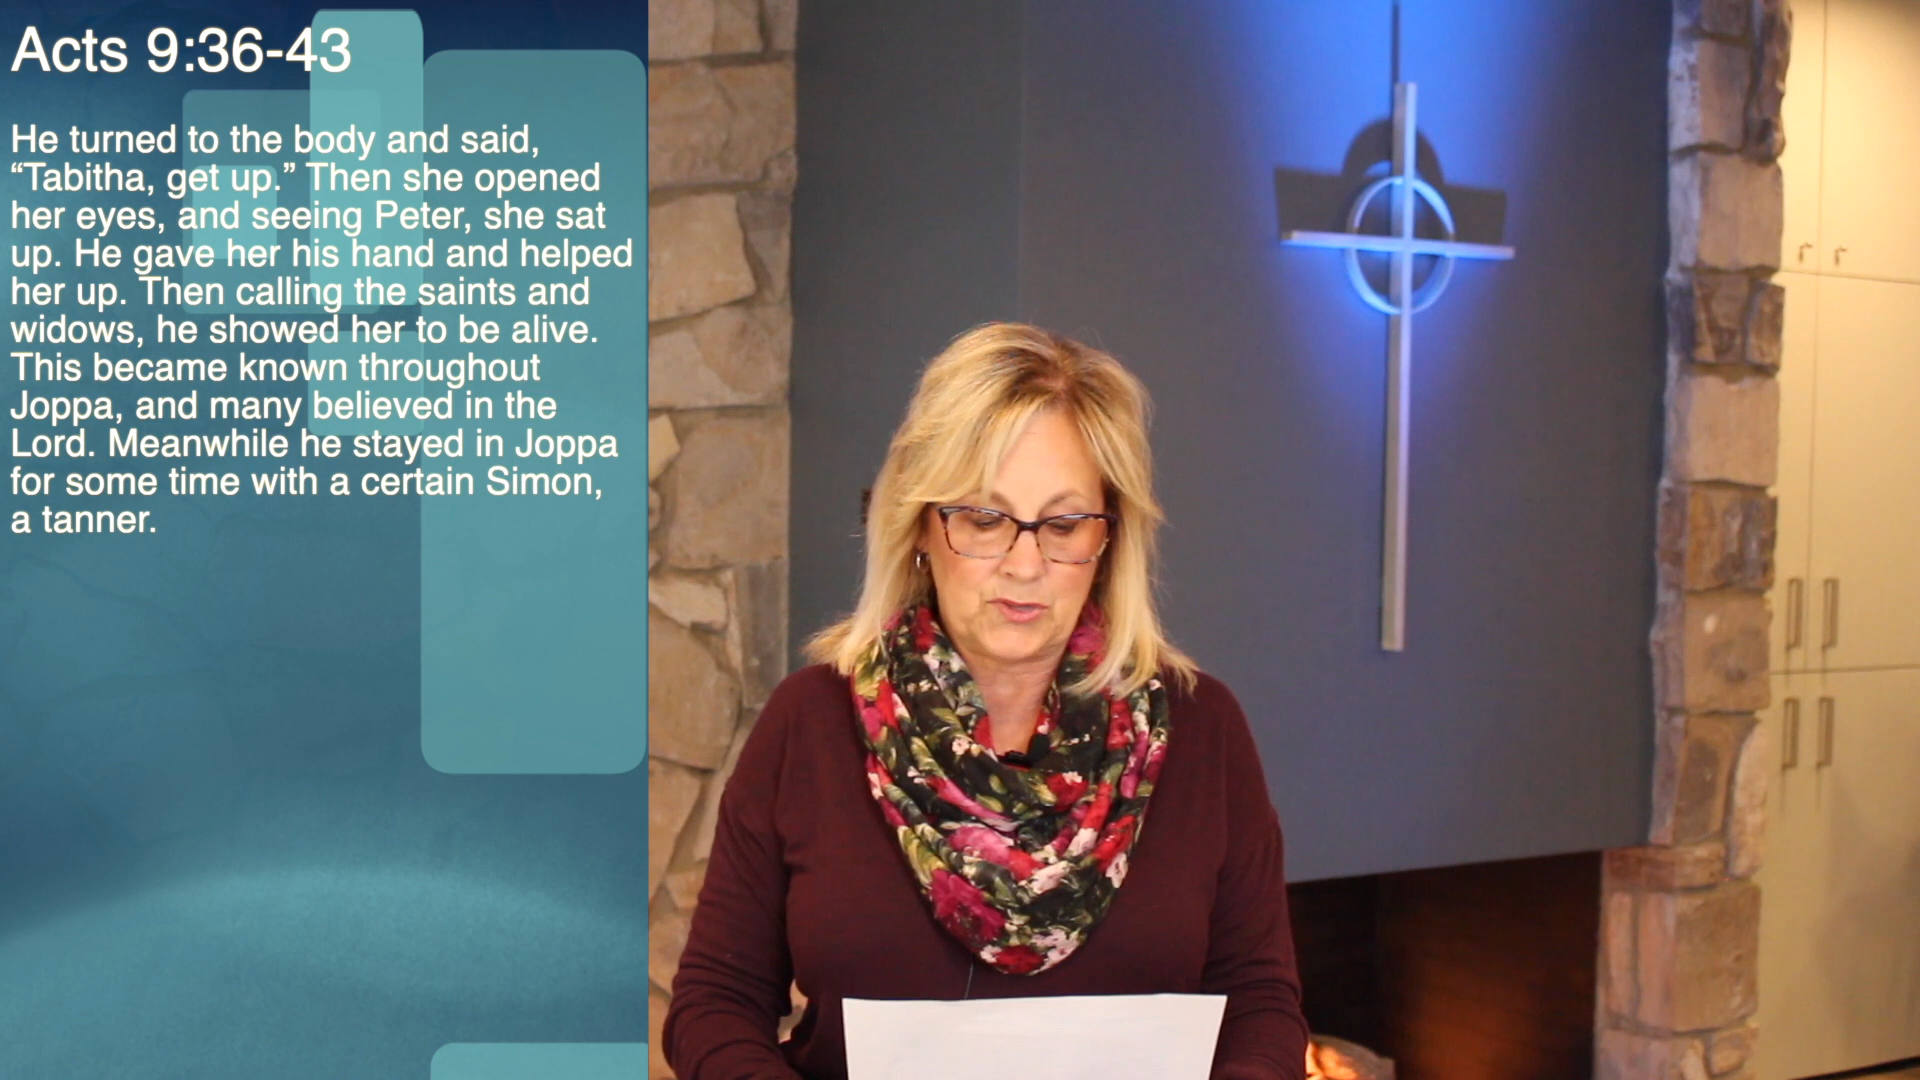 Acts 9:36-43
He turned to the body and said,
“Tabitha, get up.” Then she opened
her eyes, and seeing Peter, she sat
up. He gave her his hand and helped
her up. Then calling the saints and
widows, he showed her to be alive.
This became known throughout
Joppa, and many believed in the
Lord. Meanwhile he stayed in Joppa
for some time with a certain Simon,
a tanner.